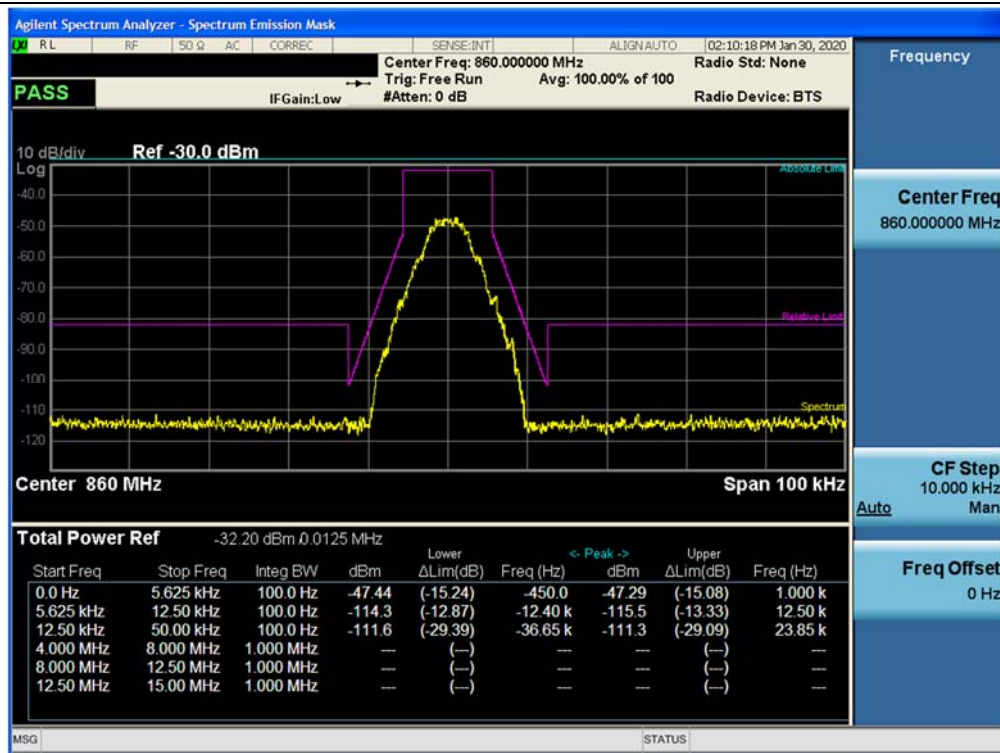 Agilent Spectrum Analyzer - Spectrum Emission Mask
LXI RL RF 50 Ω AC CORREC SENSE:INT ALIGN AUTO 02:10:18 PM Jan 30, 2020
Center Freq: 860.000000 MHz Radio Std: None
Trig: Free Run Avg: 100.00% of 100
PASS IFGain:Low #Atten: 0 dB Radio Device: BTS
10 dB/div Ref -30.0 dBm
Log
Absolute Limit
-40.0
-50.0
-60.0
-70.0
-80.0
Relative Limit
-90.0
-100
-110
Spectrum
-120
Center 860 MHz Span 100 kHz
Total Power Ref -32.20 dBm /0.0125 MHz
Lower <- Peak -> Upper
Start Freq Stop Freq Integ BW dBm ΔLim(dB) Freq (Hz) dBm ΔLim(dB) Freq (Hz)
0.0 Hz 5.625 kHz 100.0 Hz -47.44 (-15.24) -450.0 -47.29 (-15.08) 1.000 k
5.625 kHz 12.50 kHz 100.0 Hz -114.3 (-12.87) -12.40 k -115.5 (-13.33) 12.50 k
12.50 kHz 50.00 kHz 100.0 Hz -111.6 (-29.39) -36.65 k -111.3 (-29.09) 23.85 k
4.000 MHz 8.000 MHz 1.000 MHz --- (---) --- --- (---) ---
8.000 MHz 12.50 MHz 1.000 MHz --- (---) --- --- (---) ---
12.50 MHz 15.00 MHz 1.000 MHz --- (---) --- --- (---) ---
MSG STATUS
Frequency
Center Freq
860.000000 MHz
CF Step
10.000 kHz
Auto Man
Freq Offset
0 Hz